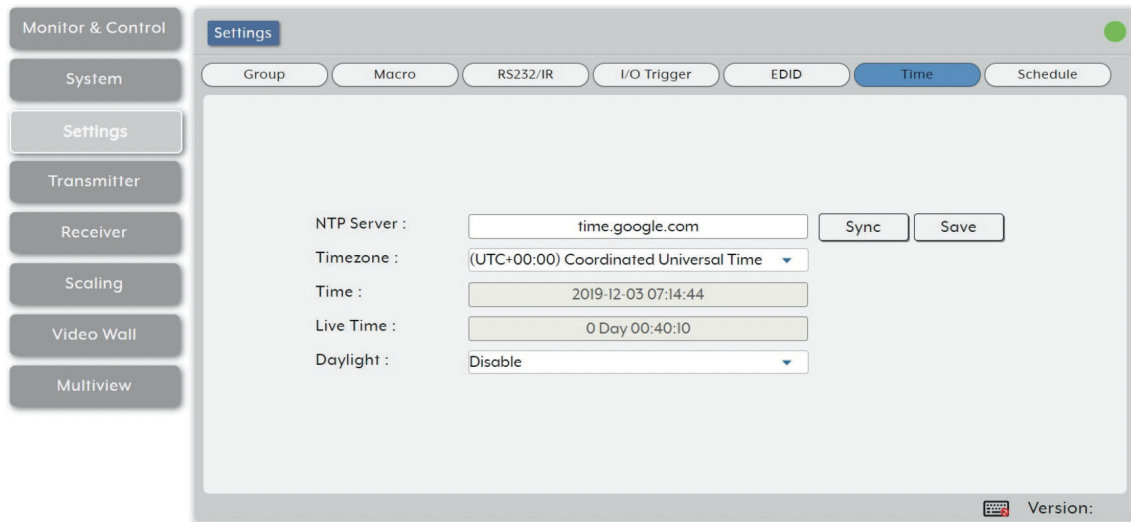 Monitor & Control
System
Settings
Transmitter
Receiver
Scaling
Video Wall
Multiview
Settings
Group Macro RS232/IR I/O Trigger EDID Time Schedule
NTP Server : time.google.com Sync Save
Timezone : (UTC+00:00) Coordinated Universal Time
Time : 2019-12-03 07:14:44
Live Time : 0 Day 00:40:10
Daylight : Disable
Version: